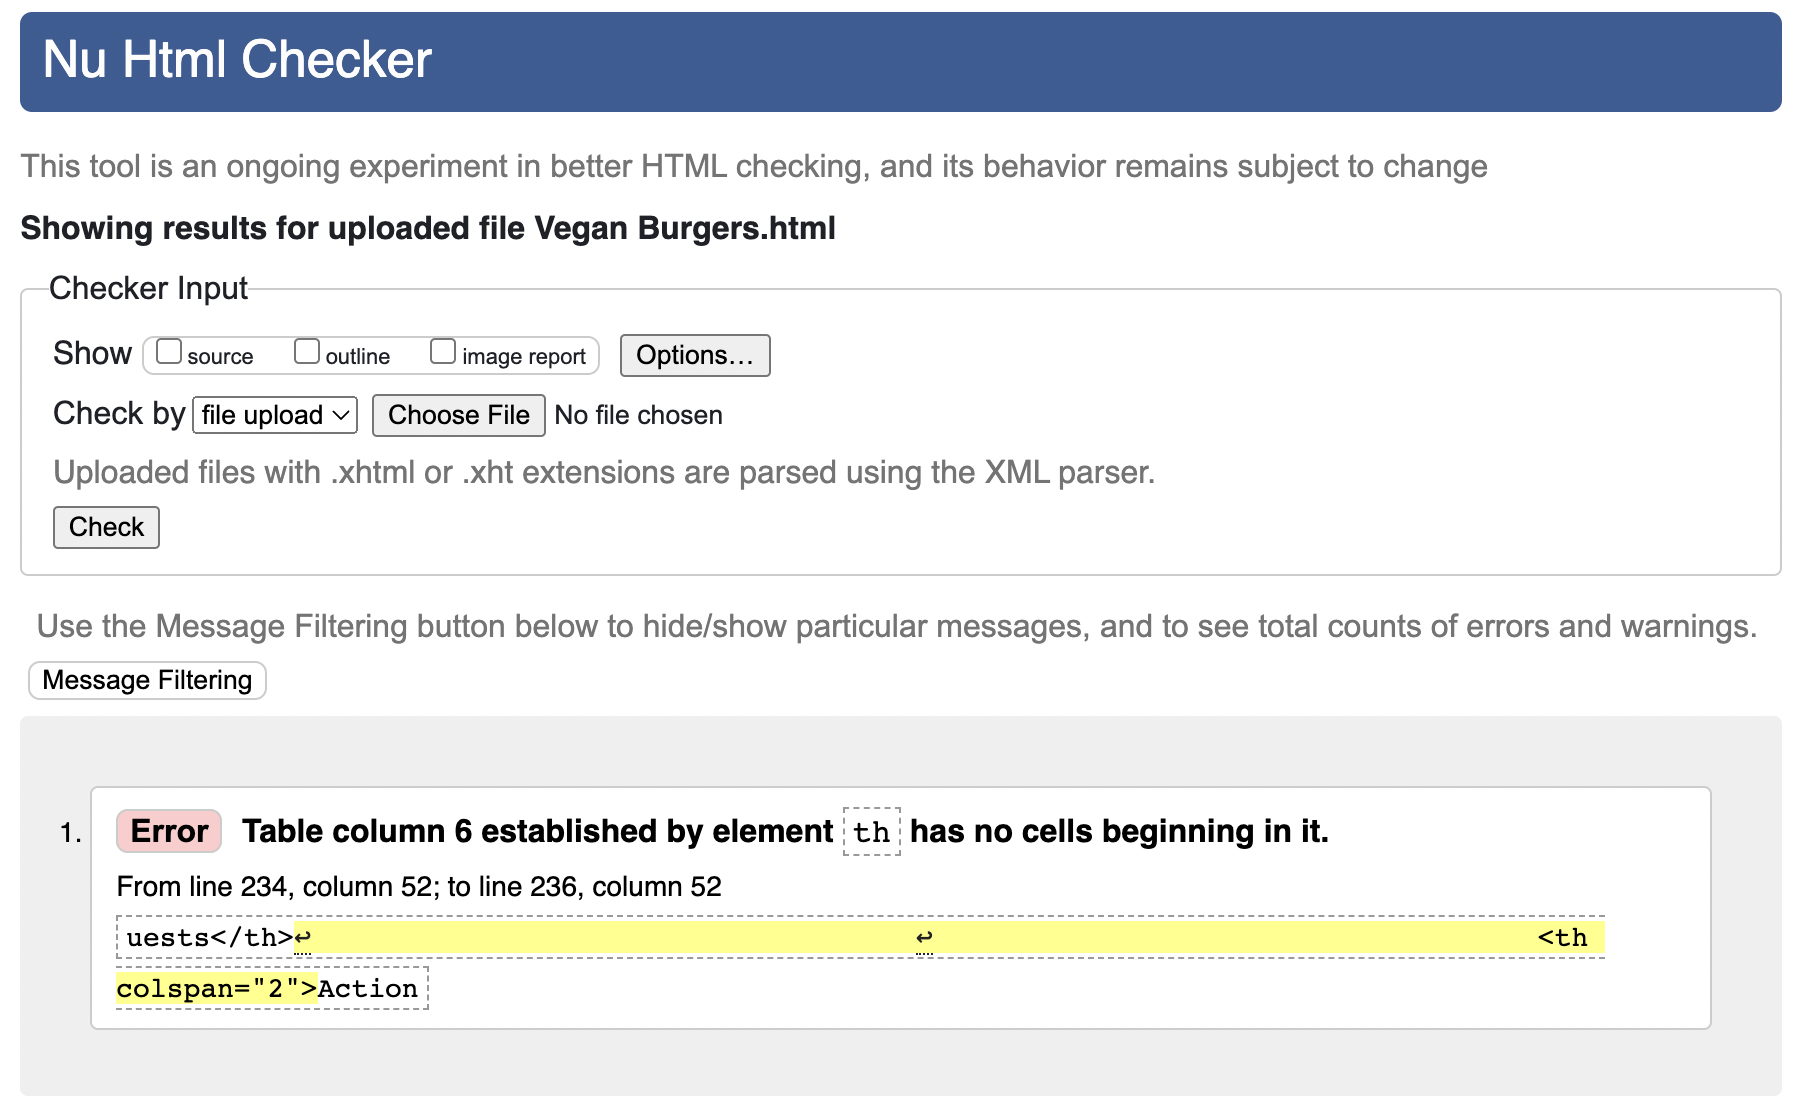 Nu Html Checker
This tool is an ongoing experiment in better HTML checking, and its behavior remains subject to change
Showing results for uploaded file Vegan Burgers.html
Checker Input
Show source outline image report Options...
Check by file upload Choose File No file chosen
Uploaded files with .xhtml or .xht extensions are parsed using the XML parser.
Check
Use the Message Filtering button below to hide/show particular messages, and to see total counts of errors and warnings.
Message Filtering
1. Error Table column 6 established by element th has no cells beginning in it.
From line 234, column 52; to line 236, column 52
uests</th>↩ ↩ <th
colspan="2">Action